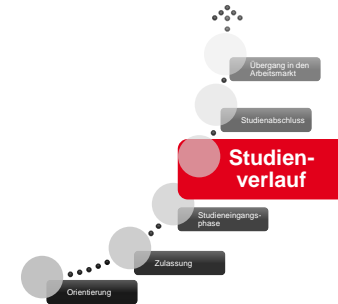 Übergang in den
Arbeitsmarkt
Studienabschluss
Studien-
verlauf
Studieneingangs-
phase
Zulassung
Orientierung